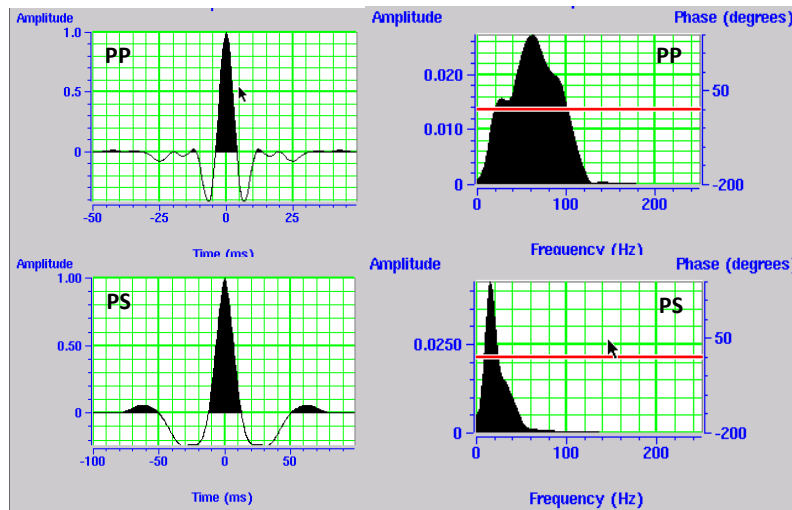 Amplitude
1.0
PP
0.5
0
-50 -25 0 25
Time (ms)
Amplitude Phase (degrees)
PP
0.020
50
0.010
0
-200
0 100 200
Frequency (Hz)
Amplitude
1.00
PS
0.50
0
-100 -50 0 50
Time (ms)
Amplitude Phase (degrees)
PS
50
0.0250
0
-200
0 100 200
Frequency (Hz)